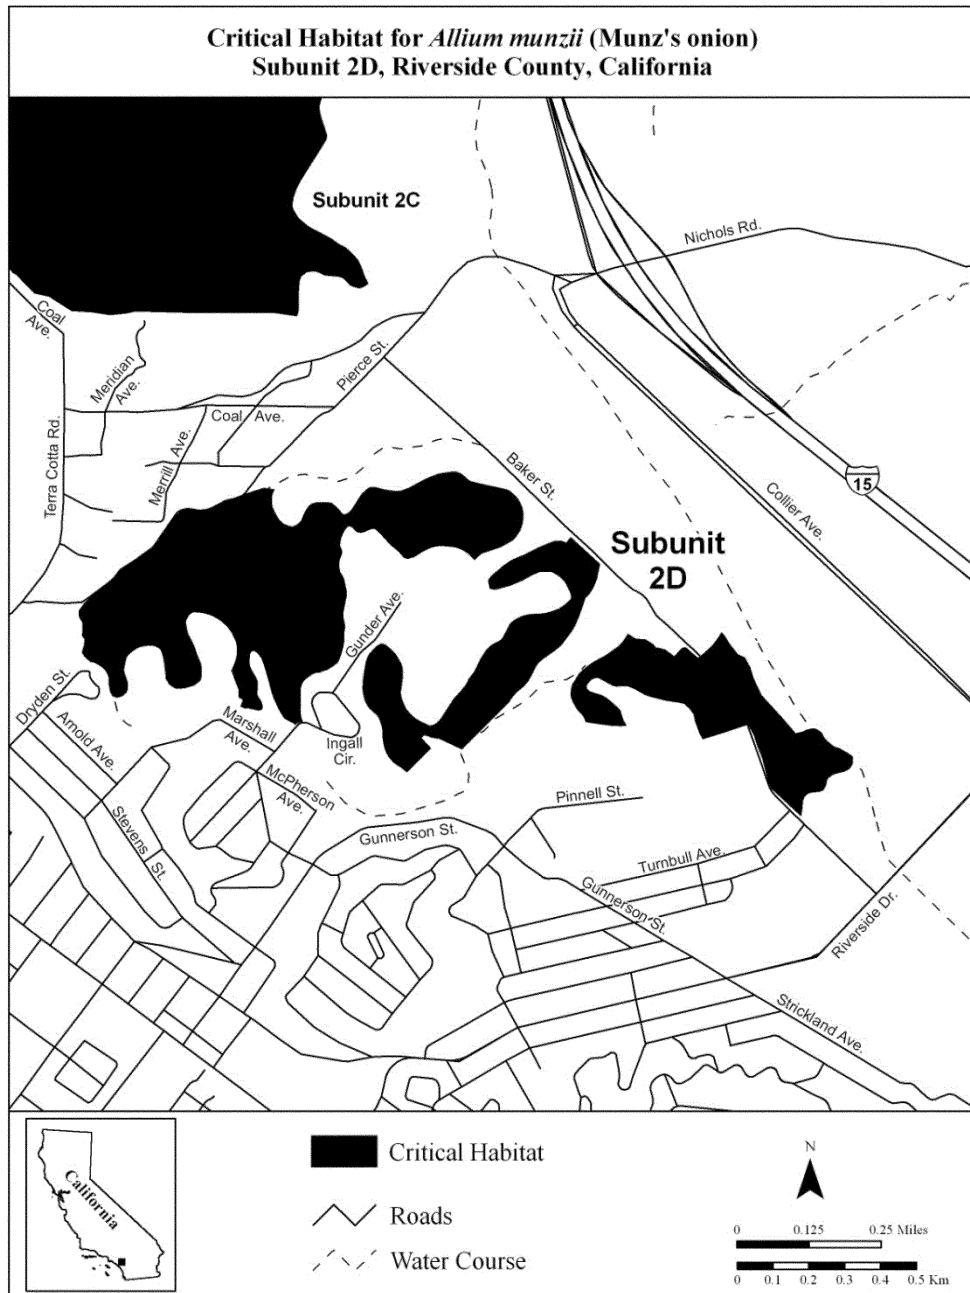 Critical Habitat for Allium munzii (Munz's onion)
Subunit 2D, Riverside County, California
Subunit 2C
Nichols Rd.
Coal
Ave.
Meridian
Ave.
Pierce St.
Coal Ave.
Terra Cotta Rd.
Merrill Ave.
Baker St.
15
Collier Ave.
Subunit
2D
Gunder Ave.
Dryden St.
Arnold Ave.
Marshall
Ave.
Ingall
Cir.
McPherson
Ave.
Stevens St.
Pinnell St.
Gunnerson St.
Turnbull Ave.
Gunnerson St.
Riverside Dr.
Strickland Ave.
California
Critical Habitat
Roads
Water Course
N
0 0.125 0.25 Miles
0 0.1 0.2 0.3 0.4 0.5 Km